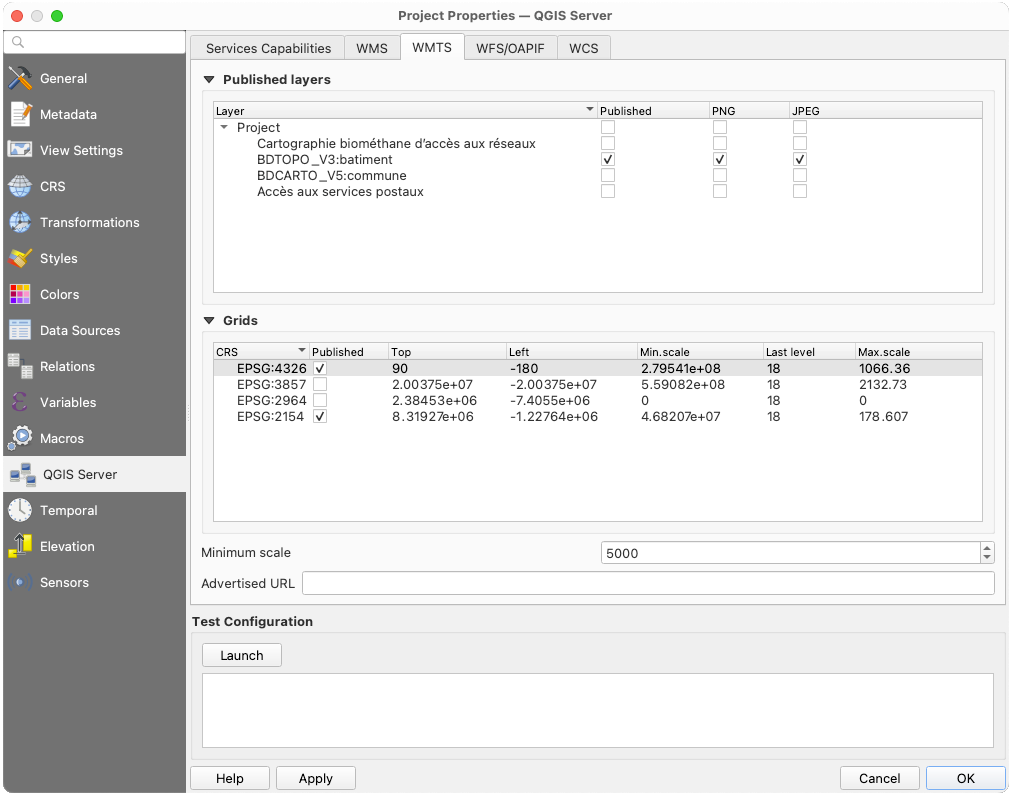 Project Properties — QGIS Server
Services Capabilities WMS WMTS WFS/OAPIF WCS
General
Metadata
View Settings
CRS
Transformations
Styles
Colors
Data Sources
Relations
Variables
Macros
QGIS Server
Temporal
Elevation
Sensors
Published layers
Layer Published PNG JPEG
Project
Cartographie biométhane d’accès aux réseaux
BDTOPO_V3:batiment
BDCARTO_V5:commune
Accès aux services postaux
Grids
CRS Published Top Left Min.scale Last level Max.scale
EPSG:4326 90 -180 2.79541e+08 18 1066.36
EPSG:3857 2.00375e+07 -2.00375e+07 5.59082e+08 18 2132.73
EPSG:2964 2.38453e+06 -7.4055e+06 0 18 0
EPSG:2154 8.31927e+06 -1.22764e+06 4.68207e+07 18 178.607
Minimum scale 5000
Advertised URL
Test Configuration
Launch
Help Apply Cancel OK